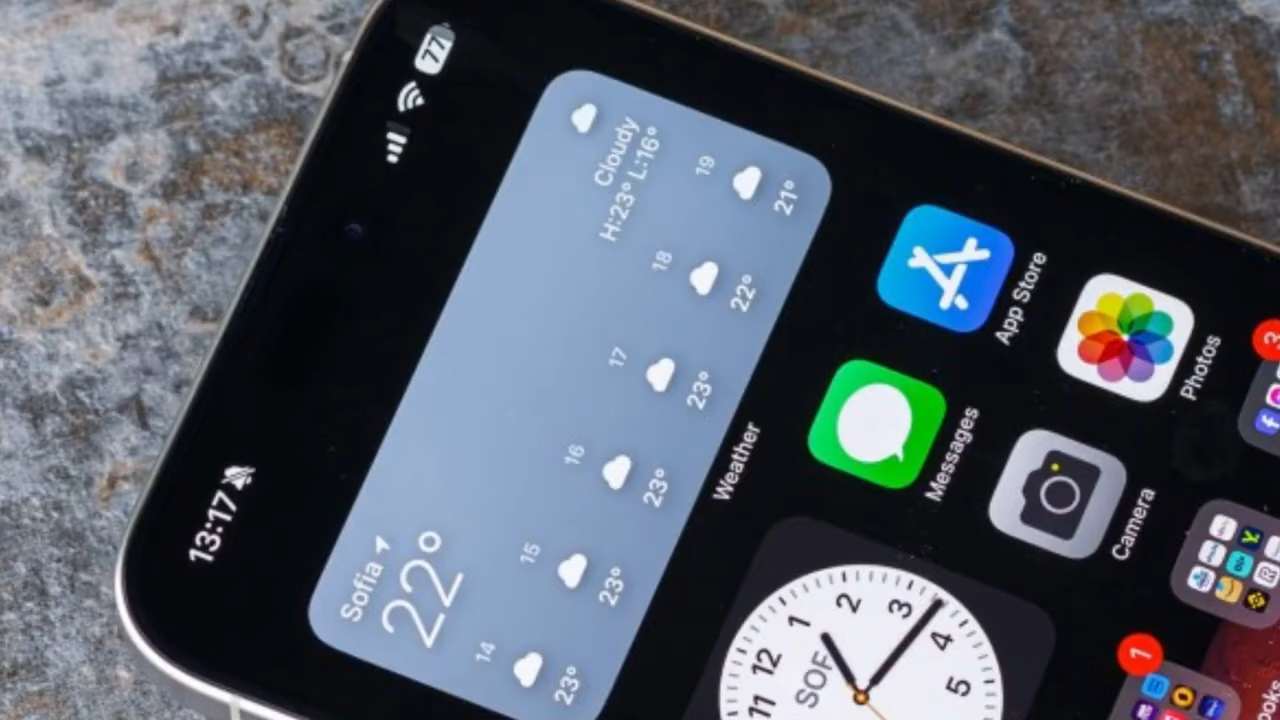 13:17
77
Sofia
22°
Cloudy
H:23° L:16°
14 15 16 17 18 19
23° 23° 23° 23° 22° 21°
Weather
Messages
App Store
Camera
Photos
11 12 1 2 3 4 5
SOF
1
3